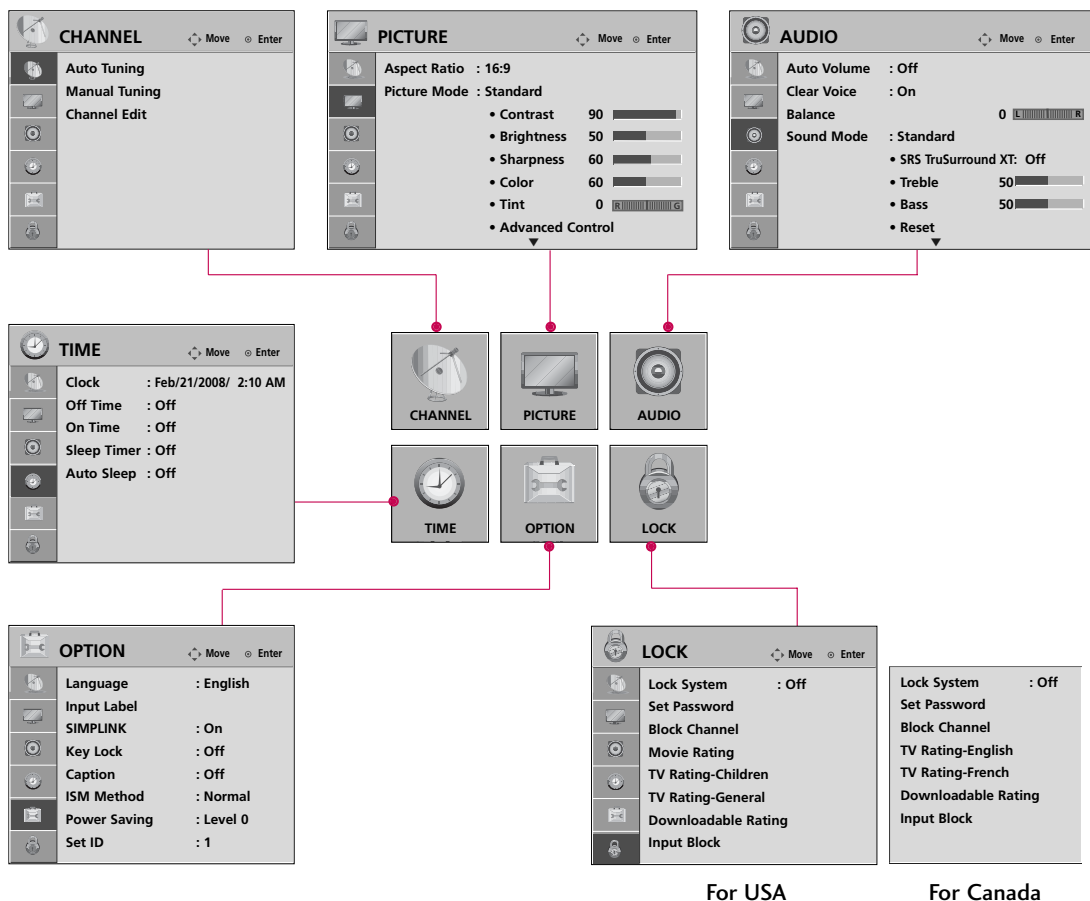 CHANNEL Move Enter
Auto Tuning
Manual Tuning
Channel Edit
PICTURE Move Enter
Aspect Ratio : 16:9
Picture Mode : Standard
• Contrast 90
• Brightness 50
• Sharpness 60
• Color 60
• Tint 0 R G
• Advanced Control
AUDIO Move Enter
Auto Volume : Off
Clear Voice : On
Balance 0 L R
Sound Mode : Standard
• SRS TruSurround XT: Off
• Treble 50
• Bass 50
• Reset
TIME Move Enter
Clock : Feb/21/2008/ 2:10 AM
Off Time : Off
On Time : Off
Sleep Timer : Off
Auto Sleep : Off
CHANNEL
PICTURE
AUDIO
TIME
OPTION
LOCK
OPTION Move Enter
Language : English
Input Label
SIMPLINK : On
Key Lock : Off
Caption : Off
ISM Method : Normal
Power Saving : Level 0
Set ID : 1
LOCK Move Enter
Lock System : Off
Set Password
Block Channel
Movie Rating
TV Rating-Children
TV Rating-General
Downloadable Rating
Input Block
For USA
Lock System : Off
Set Password
Block Channel
TV Rating-English
TV Rating-French
Downloadable Rating
Input Block
For Canada